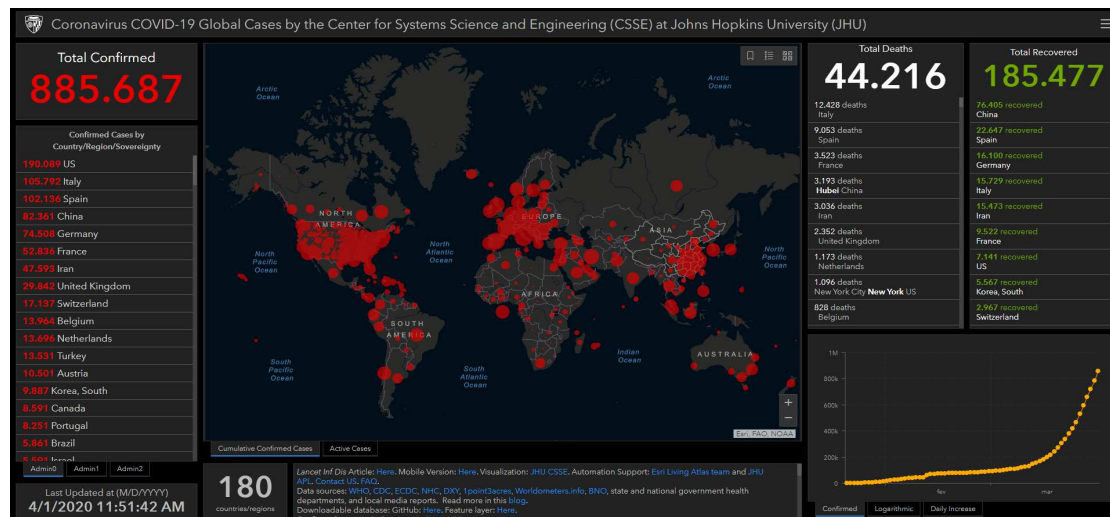 Coronavirus COVID-19 Global Cases by the Center for Systems Science and Engineering (CSSE) at Johns Hopkins University (JHU)
Total Confirmed
885.687
Confirmed Cases by
Country/Region/Sovereignty
190.089 US
105.792 Italy
102.136 Spain
82.361 China
74.508 Germany
52.836 France
47.593 Iran
29.842 United Kingdom
17.137 Switzerland
13.964 Belgium
13.696 Netherlands
13.531 Turkey
10.501 Austria
9.887 Korea, South
8.591 Canada
8.251 Portugal
5.861 Brazil
5.591 Israel
Admin0 Admin1 Admin2
Last Updated at (M/D/YYYY)
4/1/2020 11:51:42 AM
Arctic
Ocean
Arctic
Ocean
NORTH
AMERICA
EUROPE
ASIA
North
Pacific
Ocean
North
Atlantic
Ocean
North
Pacific
Ocean
AFRICA
SOUTH
AMERICA
Indian
Ocean
AUSTRALIA
South
Pacific
Ocean
South
Atlantic
Ocean
+
−
Esri, FAO, NOAA
Cumulative Confirmed Cases Active Cases
180
countries/regions
Lancet Inf Dis Article: Here. Mobile Version: Here. Visualization: JHU CSSE. Automation Support: Esri Living Atlas team and JHU
APL. Contact US. FAQ.
Data sources: WHO, CDC, ECDC, NHC, DXY, 1point3acres, Worldometers.info, BNO, state and national government health
departments, and local media reports. Read more in this blog.
Downloadable database: GitHub: Here. Feature layer: Here.
Total Deaths
44.216
12.428 deaths
Italy
9.053 deaths
Spain
3.523 deaths
France
3.193 deaths
Hubei China
3.036 deaths
Iran
2.352 deaths
United Kingdom
1.173 deaths
Netherlands
1.096 deaths
New York City New York US
828 deaths
Belgium
Total Recovered
185.477
76.405 recovered
China
22.647 recovered
Spain
16.100 recovered
Germany
15.729 recovered
Italy
15.473 recovered
Iran
9.522 recovered
France
7.141 recovered
US
5.567 recovered
Korea, South
2.967 recovered
Switzerland
1M
800k
600k
400k
200k
0
fev mar
Confirmed Logarithmic Daily Increase